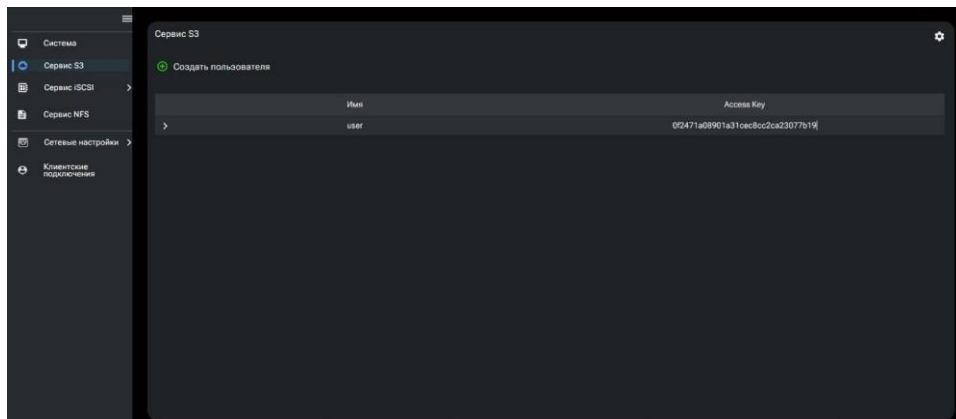 Система
Сервис S3
Сервис iSCSI
Сервис NFS
Сетевые настройки
Клиентские
подключения
Сервис S3
Создать пользователя
Имя
Access Key
user
0f2471a08901a31cec8cc2ca23077b19